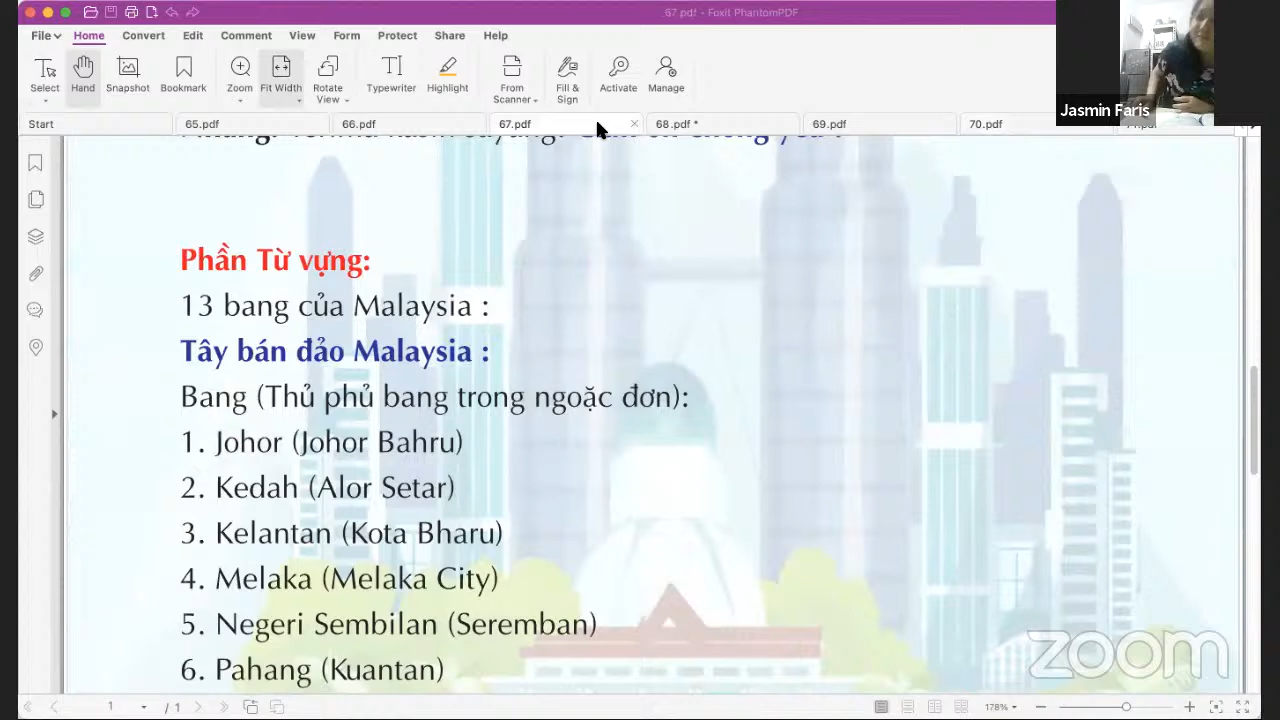 67.pdf - Foxit PhantomPDF
File Home Convert Edit Comment View Form Protect Share Help
Select Hand Snapshot Bookmark Zoom Fit Width Rotate View Typewriter Highlight From Scanner Fill & Sign Activate Manage
Jasmin Faris
Start 65.pdf 66.pdf 67.pdf 68.pdf * 69.pdf 70.pdf
Phần Từ vựng:
13 bang của Malaysia :
Tây bán đảo Malaysia :
Bang (Thủ phủ bang trong ngoặc đơn):
1. Johor (Johor Bahru)
2. Kedah (Alor Setar)
3. Kelantan (Kota Bharu)
4. Melaka (Melaka City)
5. Negeri Sembilan (Seremban)
6. Pahang (Kuantan)
zoom
1 / 1 178%